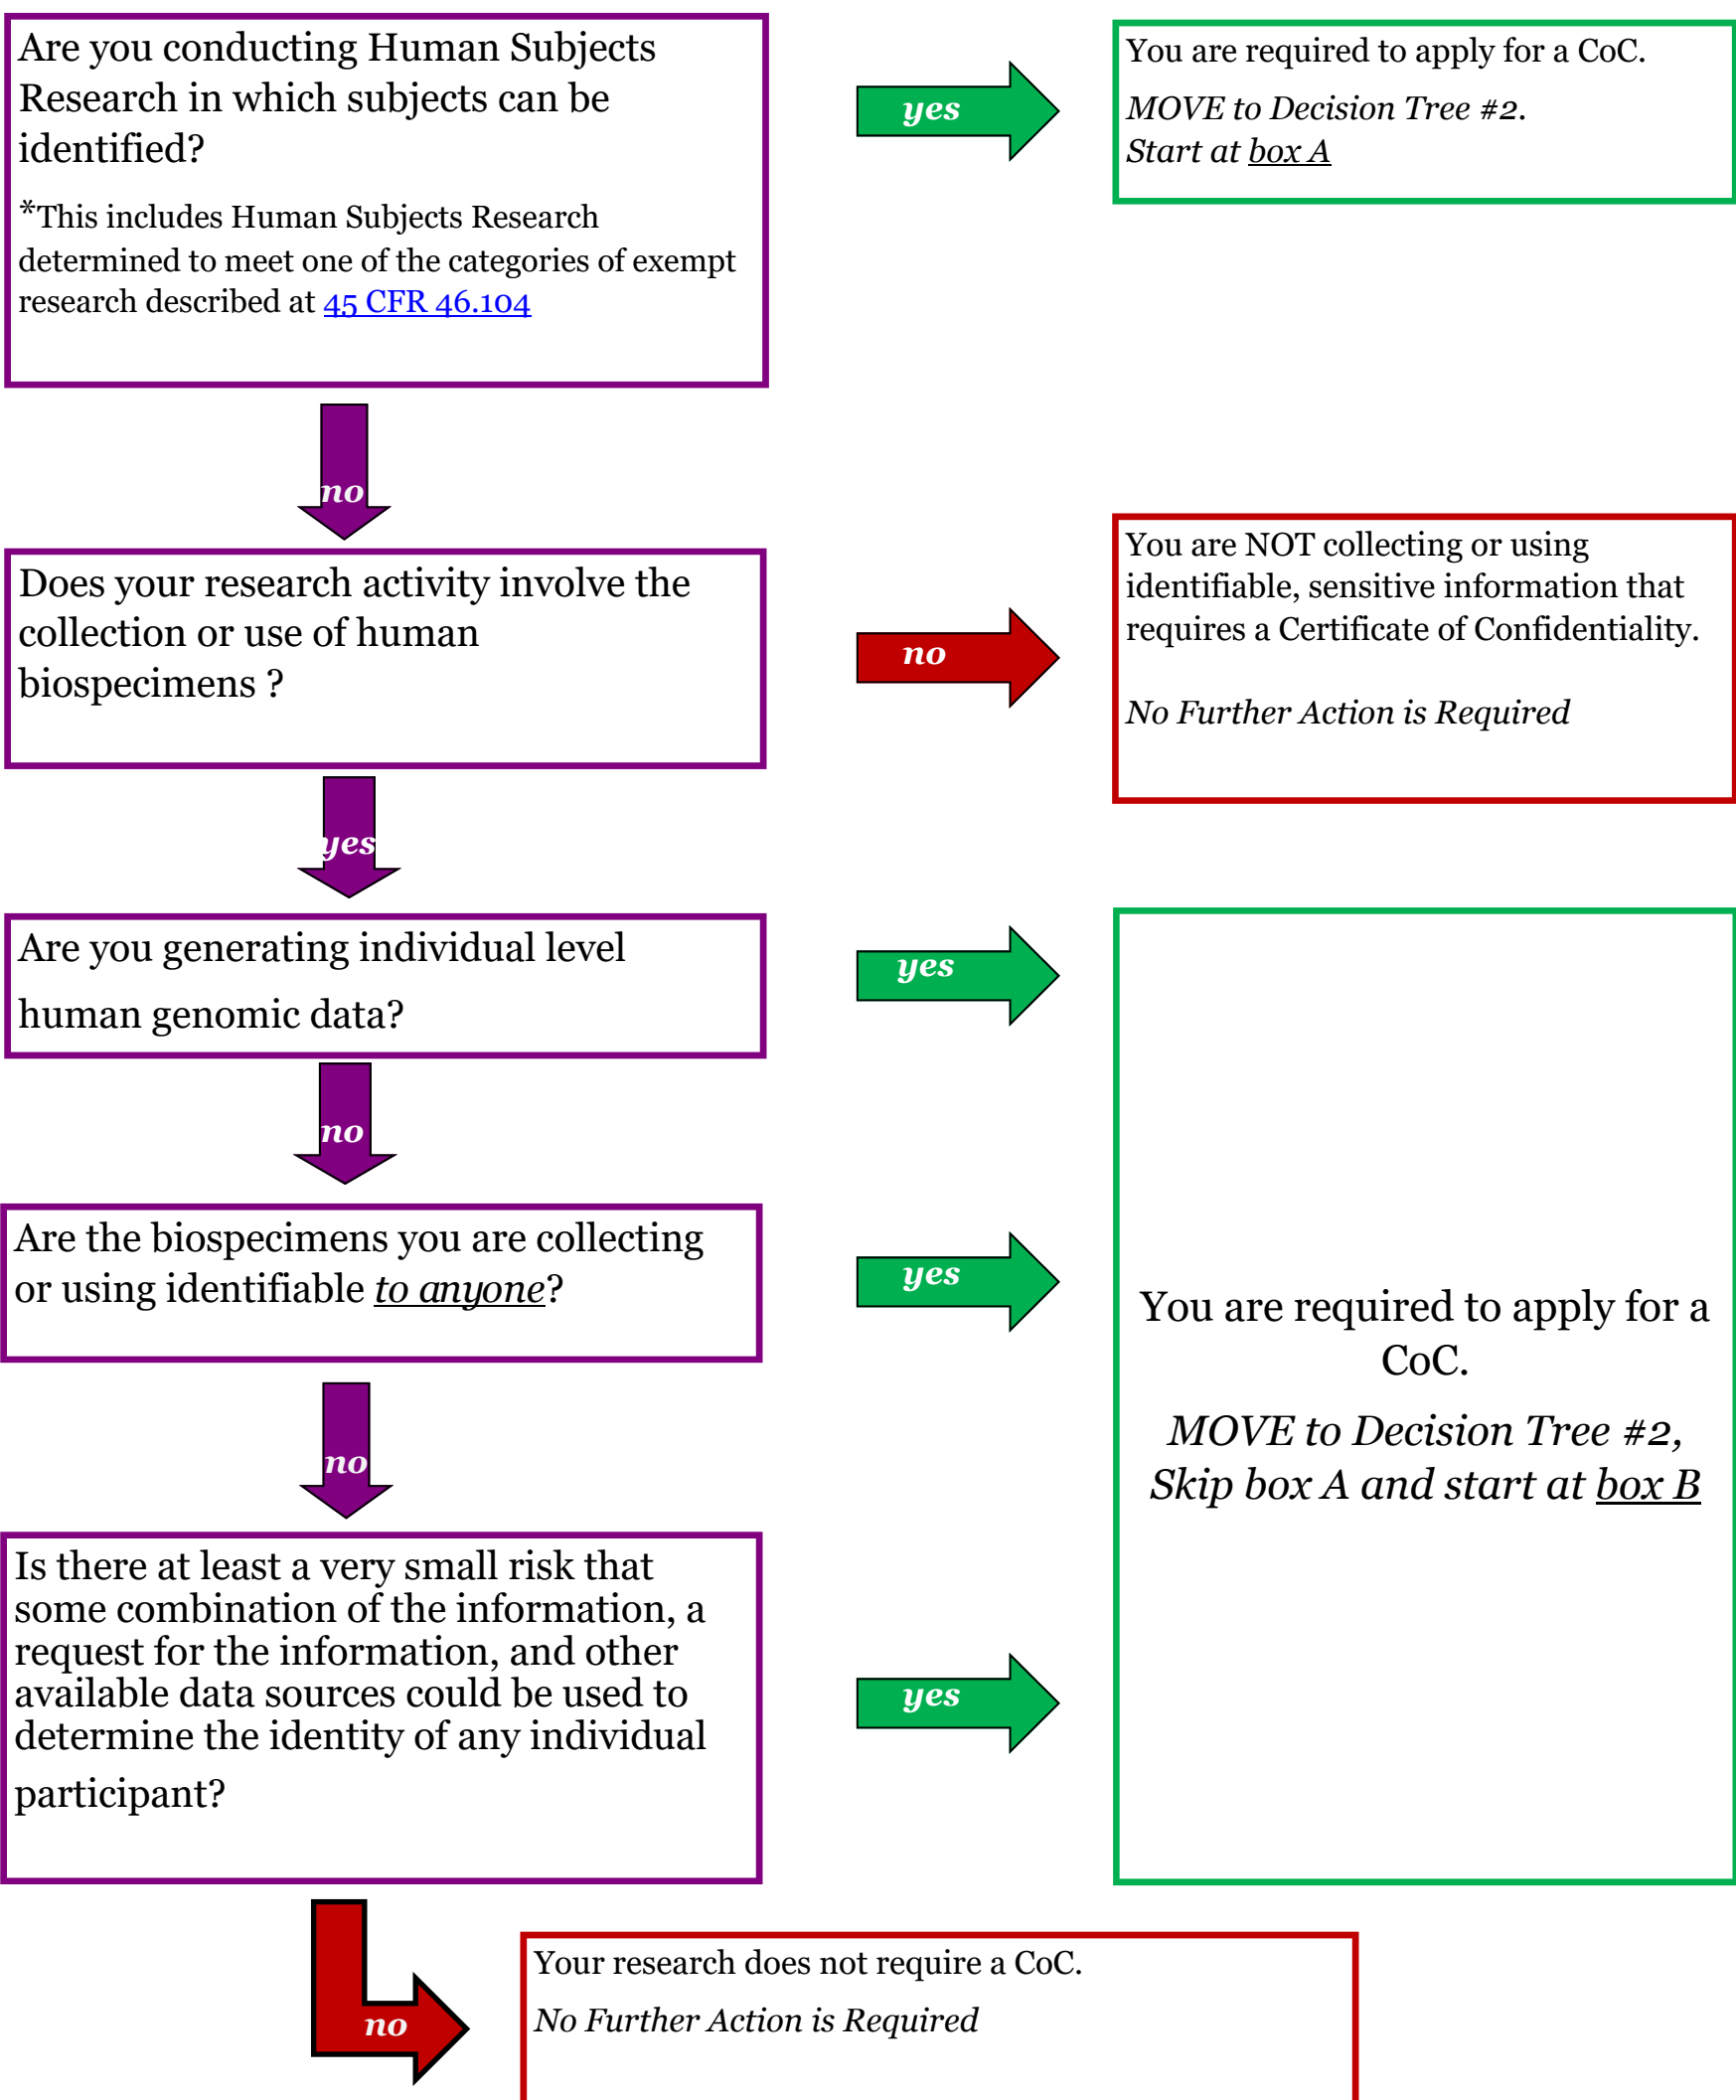 Are you conducting Human Subjects
Research in which subjects can be
identified?
*This includes Human Subjects Research
determined to meet one of the categories of exempt
research described at 45 CFR 46.104
yes
You are required to apply for a CoC.
MOVE to Decision Tree #2.
Start at box A
no
Does your research activity involve the
collection or use of human
biospecimens ?
no
You are NOT collecting or using
identifiable, sensitive information that
requires a Certificate of Confidentiality.
No Further Action is Required
yes
Are you generating individual level
human genomic data?
yes
no
Are the biospecimens you are collecting
or using identifiable to anyone?
yes
You are required to apply for a
CoC.
MOVE to Decision Tree #2,
Skip box A and start at box B
no
Is there at least a very small risk that
some combination of the information, a
request for the information, and other
available data sources could be used to
determine the identity of any individual
participant?
yes
no
Your research does not require a CoC.
No Further Action is Required